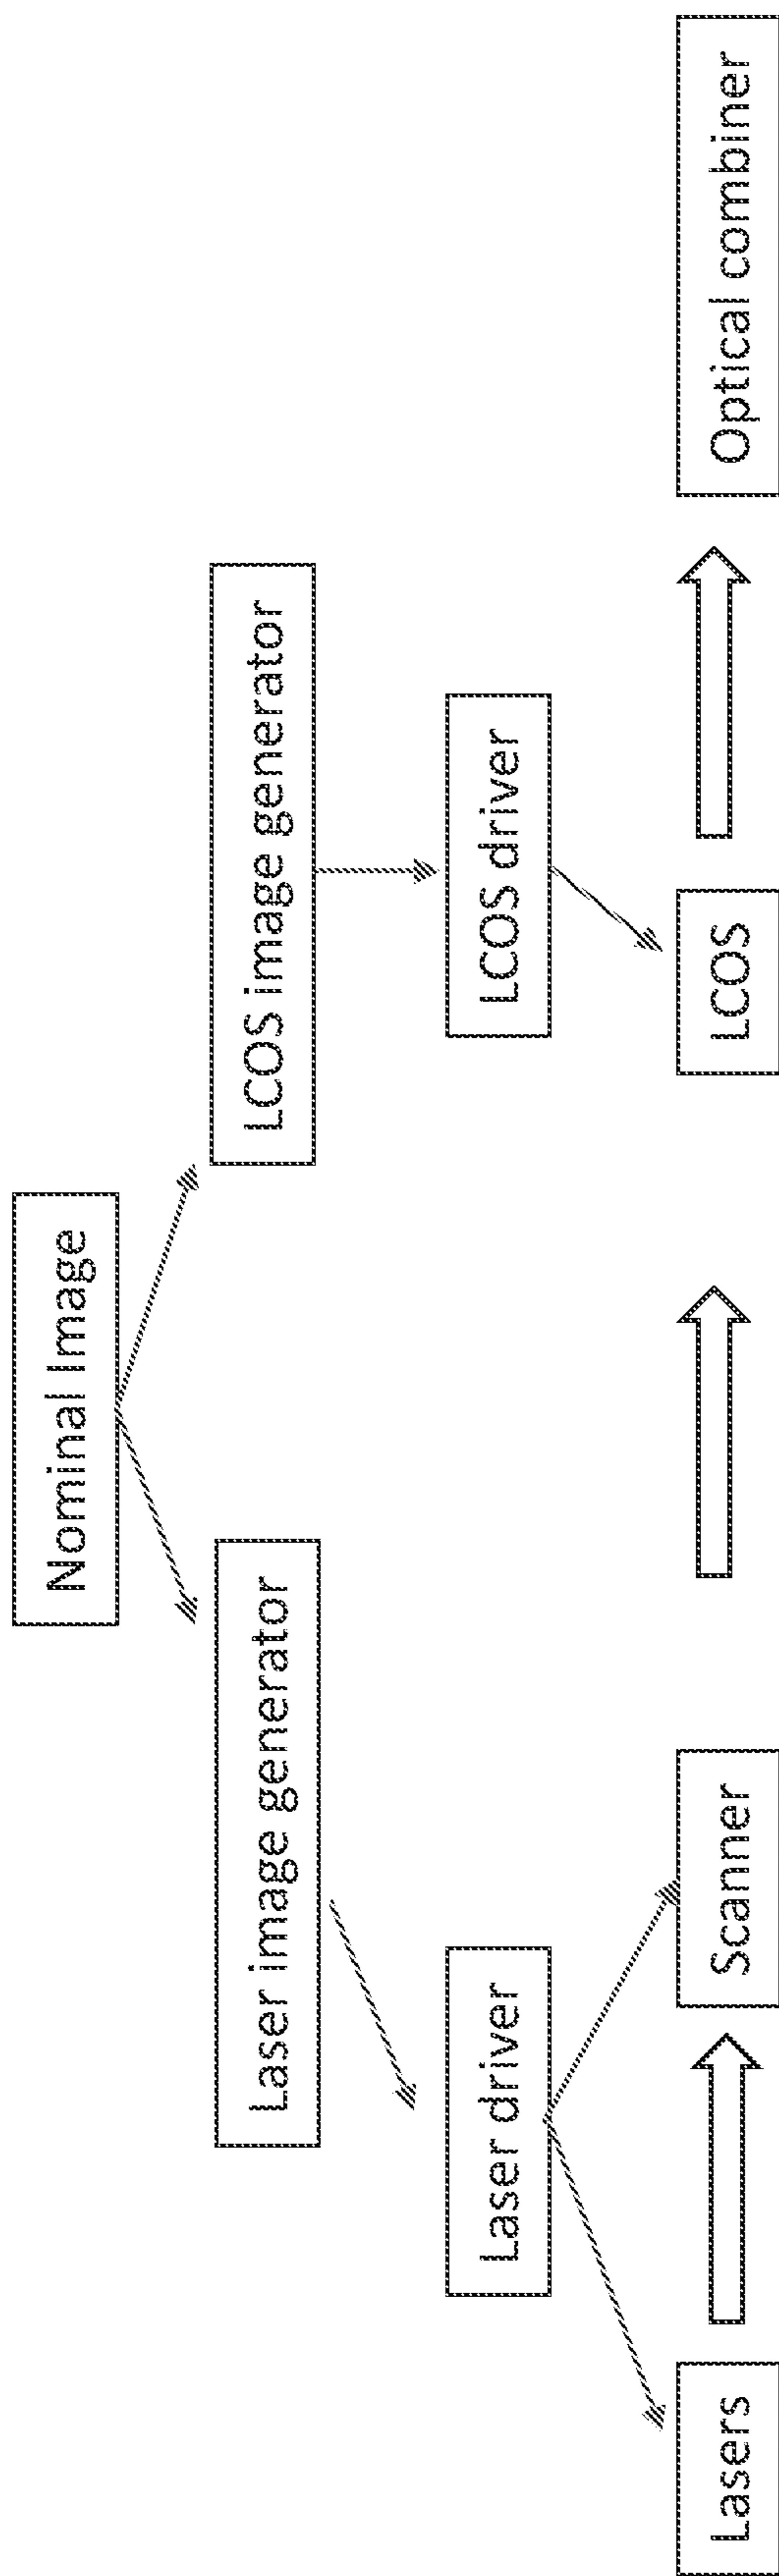 Nominal Image
Laser image generator
LCOS image generator
Laser driver
LCOS driver
Lasers
Scanner
LCOS
Optical combiner